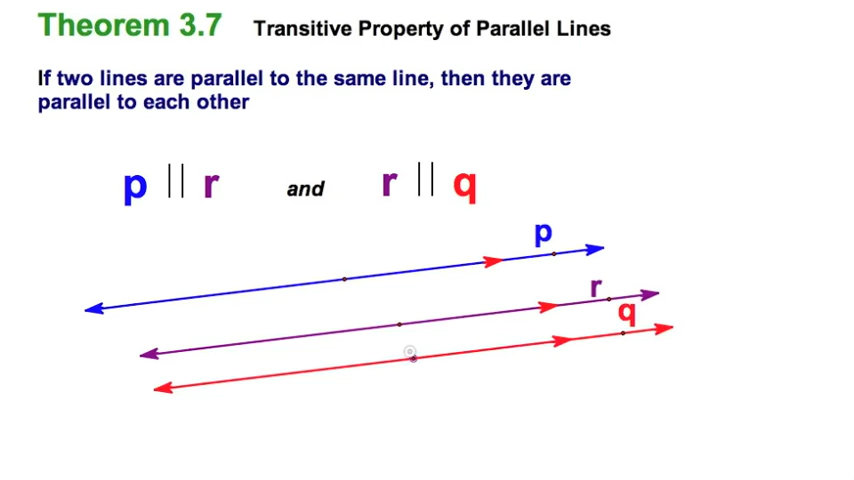 Theorem 3.7 Transitive Property of Parallel Lines
If two lines are parallel to the same line, then they are
parallel to each other
p || r and r || q
p
r
q